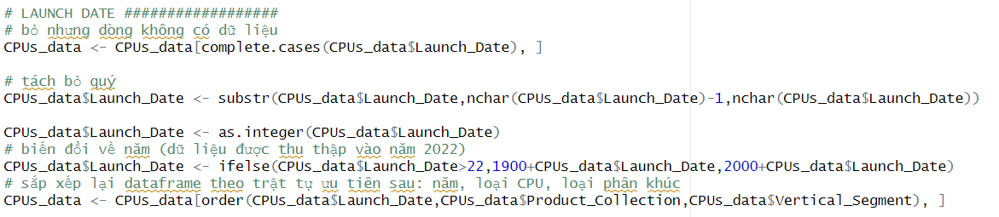 # LAUNCH DATE ##################
# bỏ nhưng dòng không có dữ liệu
CPUs_data <- CPUs_data[complete.cases(CPUs_data$Launch_Date), ]
# tách bỏ quý
CPUs_data$Launch_Date <- substr(CPUs_data$Launch_Date,nchar(CPUs_data$Launch_Date)-1,nchar(CPUs_data$Launch_Date))
CPUs_data$Launch_Date <- as.integer(CPUs_data$Launch_Date)
# biến đổi về năm (dữ liệu được thu thập vào năm 2022)
CPUs_data$Launch_Date <- ifelse(CPUs_data$Launch_Date>22,1900+CPUs_data$Launch_Date,2000+CPUs_data$Launch_Date)
# sắp xếp lại dataframe theo trật tự ưu tiên sau: năm, loại CPU, loại phân khúc
CPUs_data <- CPUs_data[order(CPUs_data$Launch_Date,CPUs_data$Product_Collection,CPUs_data$Vertical_Segment), ]